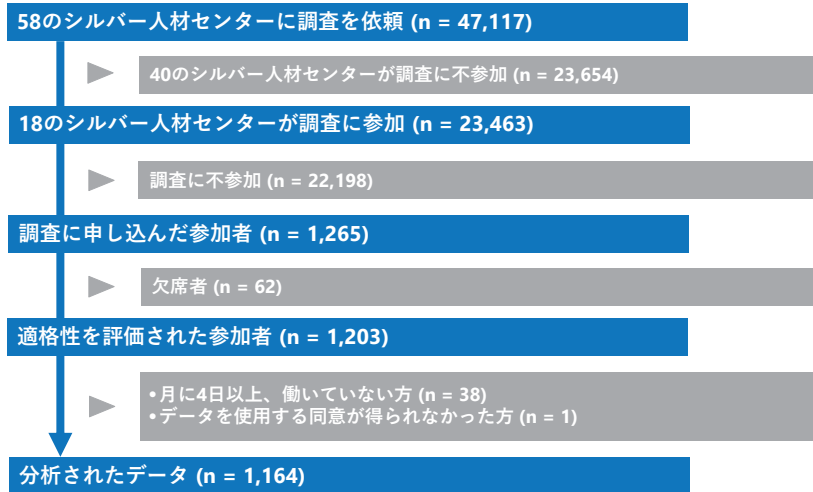 58のシルバー人材センターに調査を依頼 (n = 47,117)
40のシルバー人材センターが調査に不参加 (n = 23,654)
18のシルバー人材センターが調査に参加 (n = 23,463)
調査に不参加 (n = 22,198)
調査に申し込んだ参加者 (n = 1,265)
欠席者 (n = 62)
適格性を評価された参加者 (n = 1,203)
•月に4日以上、働いていない方 (n = 38)
•データを使用する同意が得られなかった方 (n = 1)
分析されたデータ (n = 1,164)